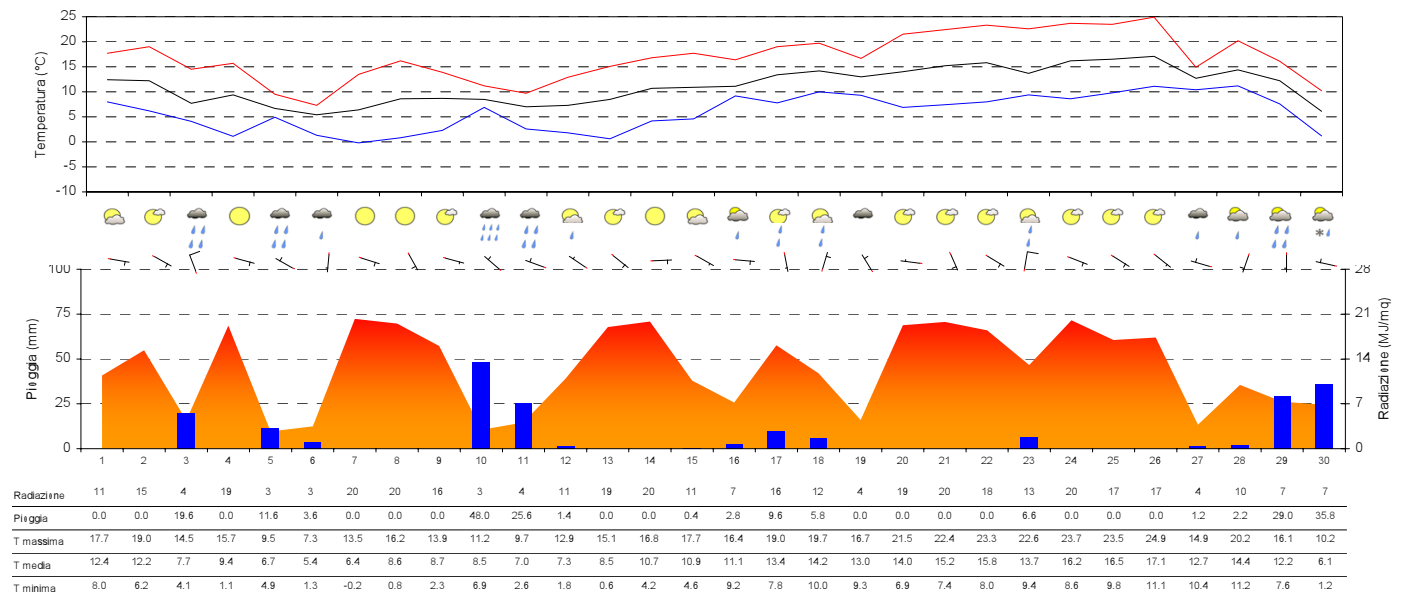 25
20
15
10
5
0
-5
-10
Temperatura (°C)
100
75
50
25
0
Pioggia (mm)
28
21
14
7
0
Radiazione (MJ/mq)
1 2 3 4 5 6 7 8 9 10 11 12 13 14 15 16 17 18 19 20 21 22 23 24 25 26 27 28 29 30
Radiazione 11 15 4 19 3 3 20 20 16 3 4 11 19 20 11 7 16 12 4 19 20 18 13 20 17 17 4 10 7 7
Pioggia 0.0 0.0 19.6 0.0 11.6 3.6 0.0 0.0 0.0 48.0 25.6 1.4 0.0 0.0 0.4 2.8 9.6 5.8 0.0 0.0 0.0 0.0 6.6 0.0 0.0 0.0 1.2 2.2 29.0 35.8
T massima 17.7 19.0 14.5 15.7 9.5 7.3 13.5 16.2 13.9 11.2 9.7 12.9 15.1 16.8 17.7 16.4 19.0 19.7 16.7 21.5 22.4 23.3 22.6 23.7 23.5 24.9 14.9 20.2 16.1 10.2
T media 12.4 12.2 7.7 9.4 6.7 5.4 6.4 8.6 8.7 8.5 7.0 7.3 8.5 10.7 10.9 11.1 13.4 14.2 13.0 14.0 15.2 15.8 13.7 16.2 16.5 17.1 12.7 14.4 12.2 6.1
T minima 8.0 6.2 4.1 1.1 4.9 1.3 -0.2 0.8 2.3 6.9 2.6 1.8 0.6 4.2 4.6 9.2 7.8 10.0 9.3 6.9 7.4 8.0 9.4 8.6 9.8 11.1 10.4 11.2 7.6 1.2